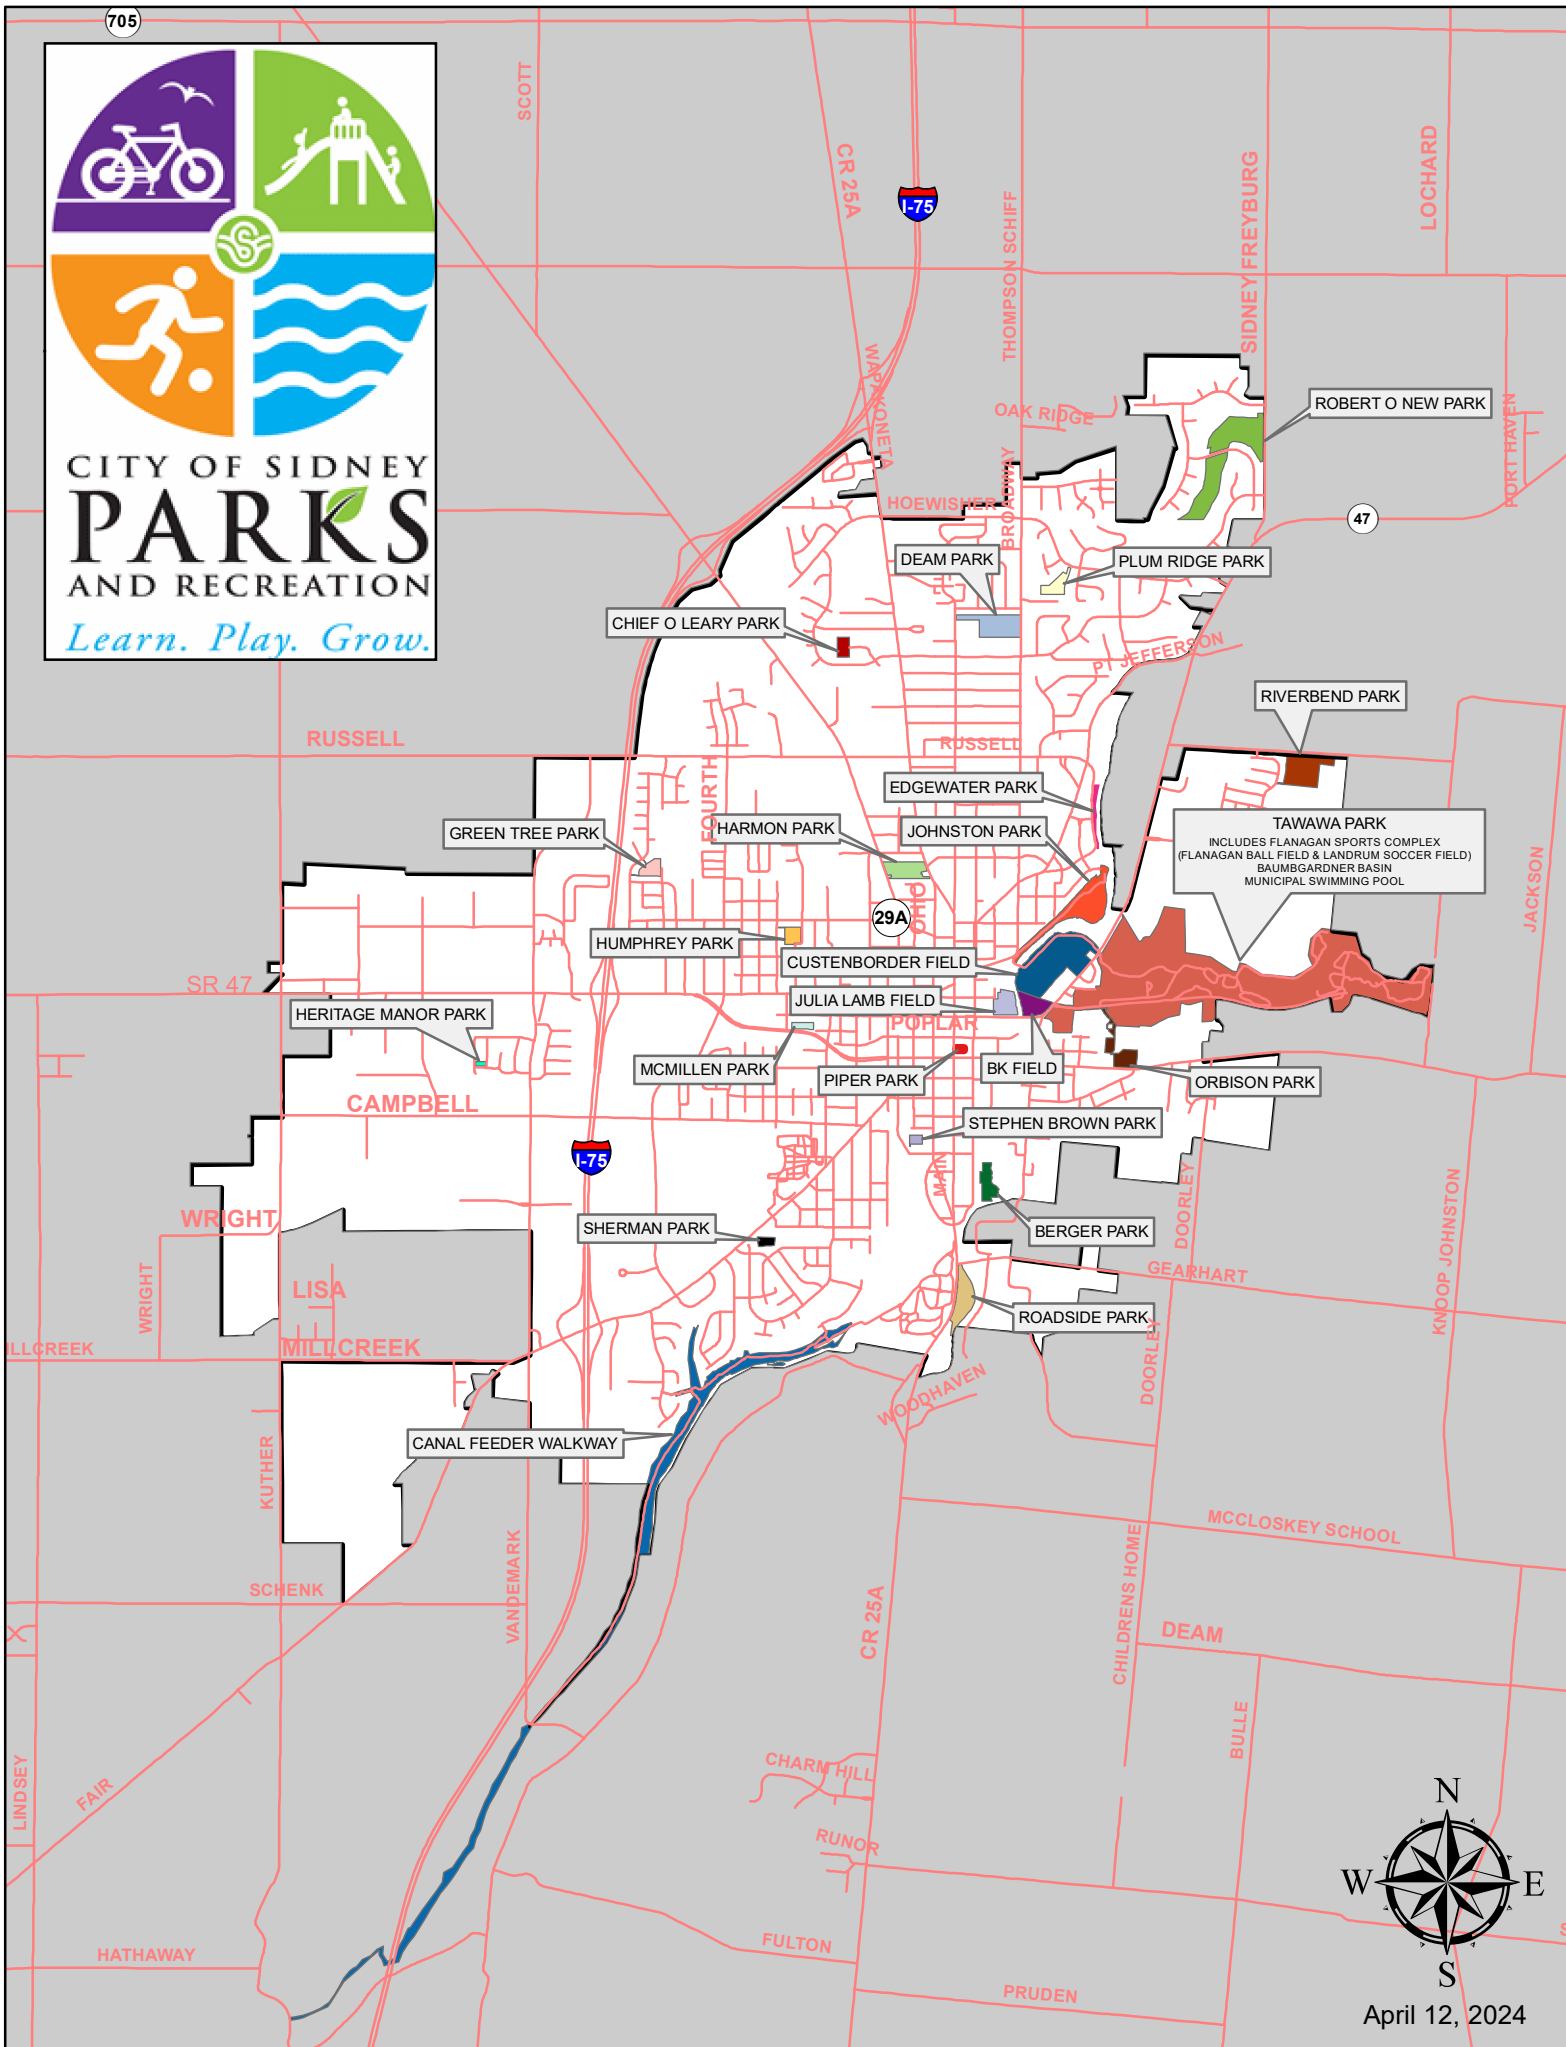 705
CITY OF SIDNEY
PARKS
AND RECREATION
Learn. Play. Grow.
SCOTT
CR 25A
I-75
THOMPSON SCHIFF
SIDNEY FREYBURG
LOCHARD
WAPAKONETA
OAK RIDGE
ROBERT O NEW PARK
PORT HAVEN
HOEWISHER
BROADWAY
47
DEAM PARK
PLUM RIDGE PARK
CHIEF O LEARY PARK
PT JEFFERSON
RIVERBEND PARK
RUSSELL
RUSSELL
FOURTH
EDGEWATER PARK
GREEN TREE PARK
HARMON PARK
JOHNSTON PARK
TAWAWA PARK
INCLUDES FLANAGAN SPORTS COMPLEX
(FLANAGAN BALL FIELD & LANDRUM SOCCER FIELD)
BAUMBGARDNER BASIN
MUNICIPAL SWIMMING POOL
JACKSON
29A
OHIO
HUMPHREY PARK
CUSTENBORDER FIELD
SR 47
JULIA LAMB FIELD
HERITAGE MANOR PARK
POPLAR
MCMILLEN PARK
PIPER PARK
BK FIELD
ORBISON PARK
CAMPBELL
STEPHEN BROWN PARK
I-75
MAIN
DOORLEY
KNOOP JOHNSTON
WRIGHT
SHERMAN PARK
BERGER PARK
WRIGHT
LISA
GEARHART
ROADSIDE PARK
ILLCREEK
MILLCREEK
DOORLEY
WOODHAVEN
CANAL FEEDER WALKWAY
KUTHER
VANDEMARK
MCCLOSKEY SCHOOL
SCHENK
CR 25A
CHILDRENS HOME
DEAM
BULLE
LINDSEY
FAIR
CHARM HILL
RUNOR
N
W
E
S
HATHAWAY
FULTON
PRUDEN
April 12, 2024